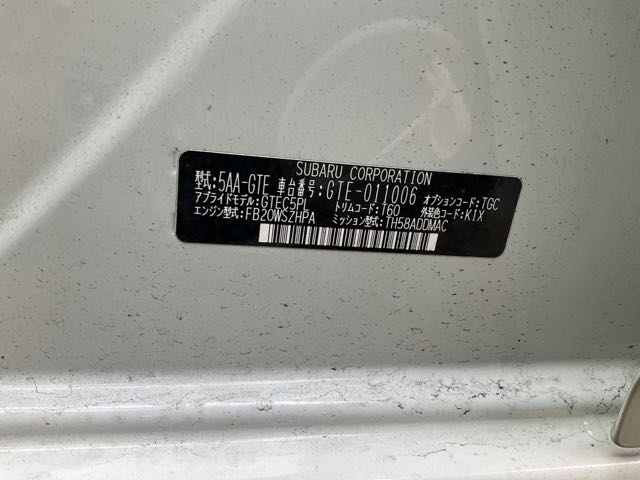 SUBARU CORPORATION
型式:5AA-GTE 車台番号:GTE-011006 オプションコード:TGC
アプライドモデル:GTEC5PL トリムコード:T60 外装色コード:K1X
エンジン型式:FB20WSZHPA ミッション型式:TH58ADDMAC